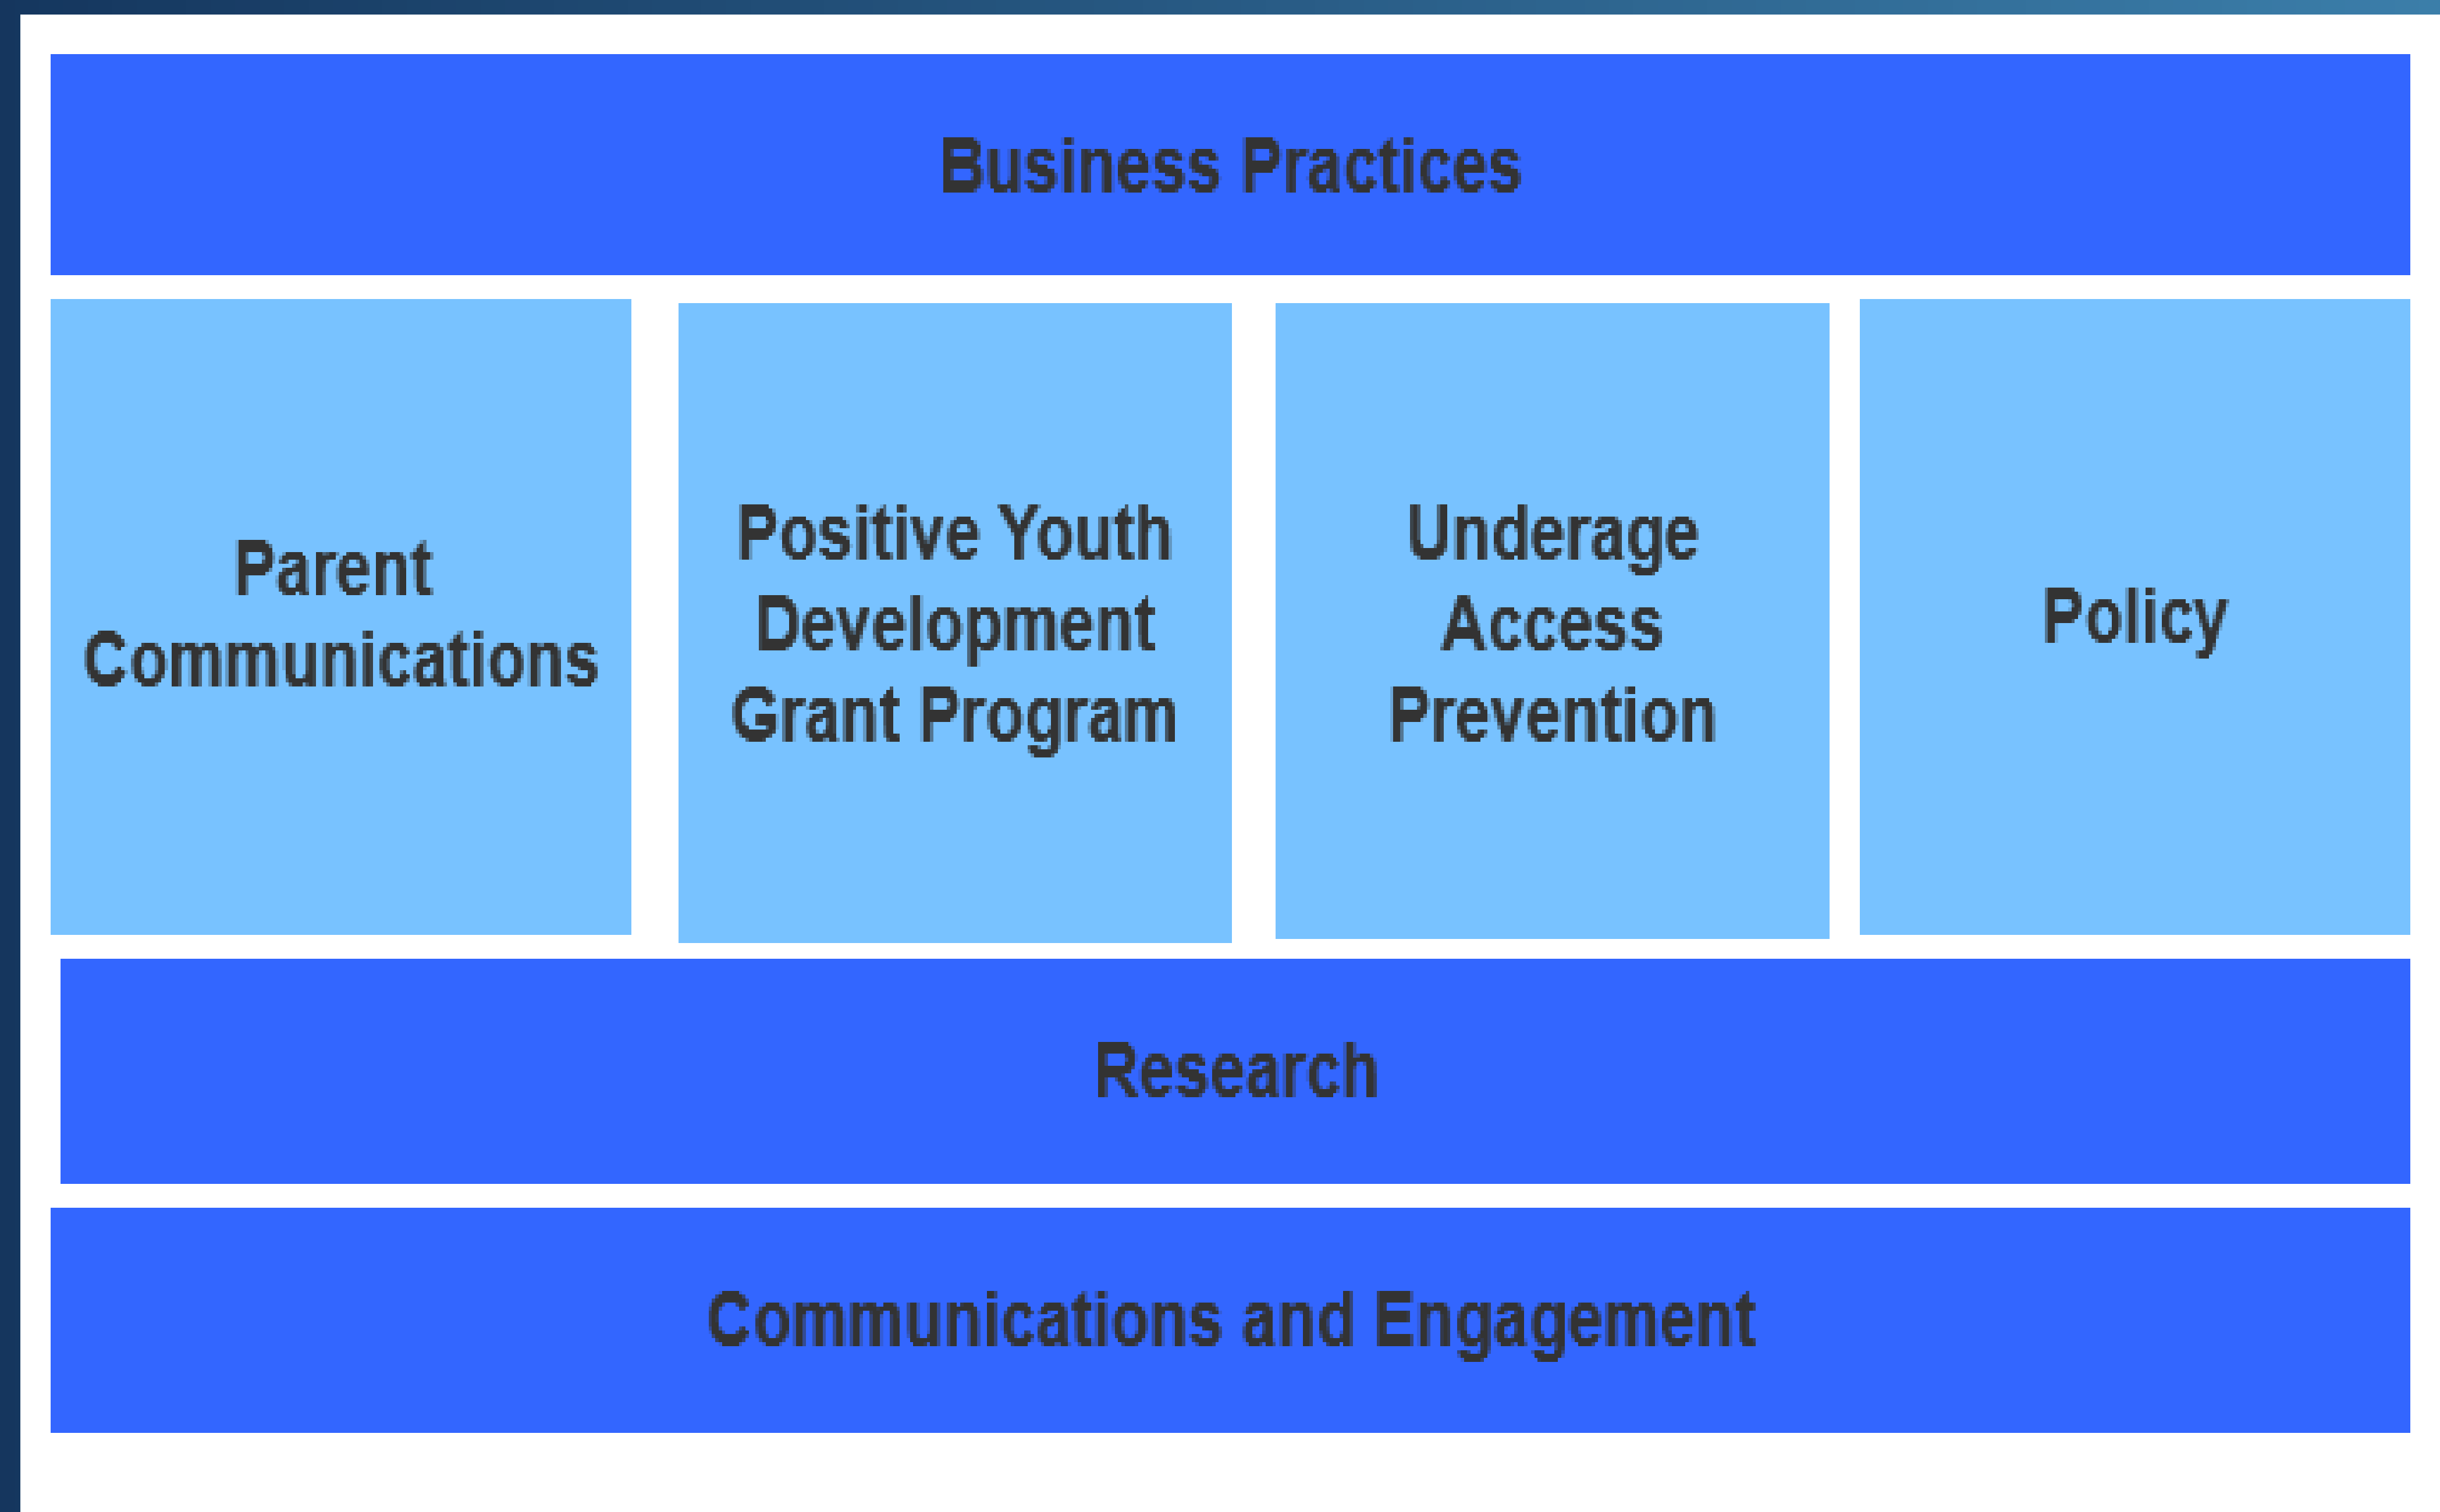 Business Practices
Parent
Communications
Positive Youth
Development
Grant Program
Underage
Access
Prevention
Policy
Research
Communications and Engagement